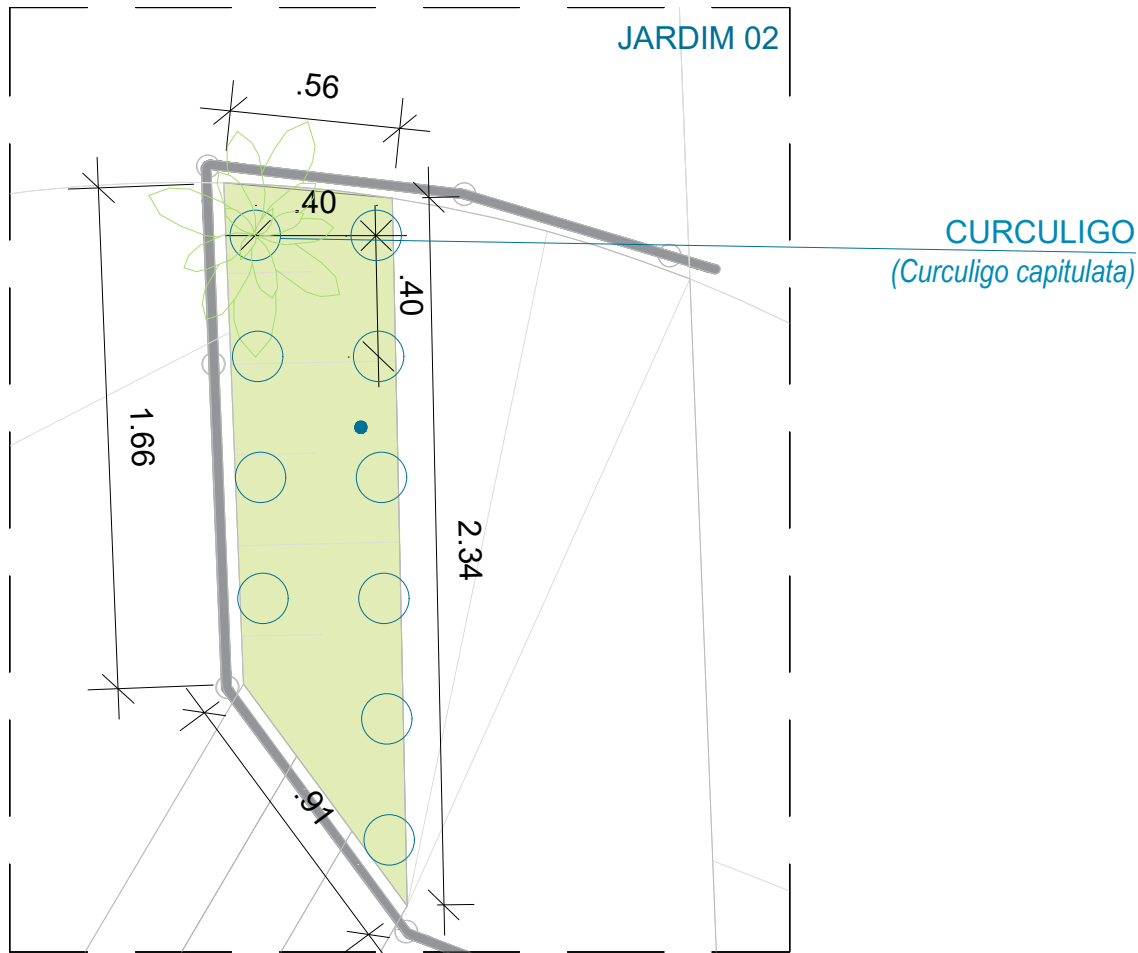 JARDIM 02
.56
.40
CURCULIGO
(Curculigo capitulata)
.40
1.66
2.34
.91